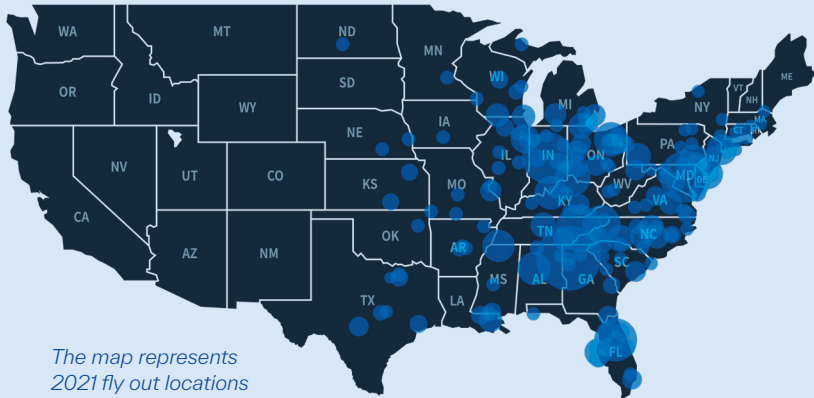 WA
MT
ND
MN
ME
OR
ID
SD
WI
VT
NH
WY
MI
NY
MA
CT
RI
NE
IA
PA
NV
UT
CO
IL
IN
ON
NJ
MD
DE
CA
KS
MO
KY
WV
VA
AZ
NM
OK
AR
TN
NC
SC
TX
LA
MS
AL
GA
FL
The map represents
2021 fly out locations